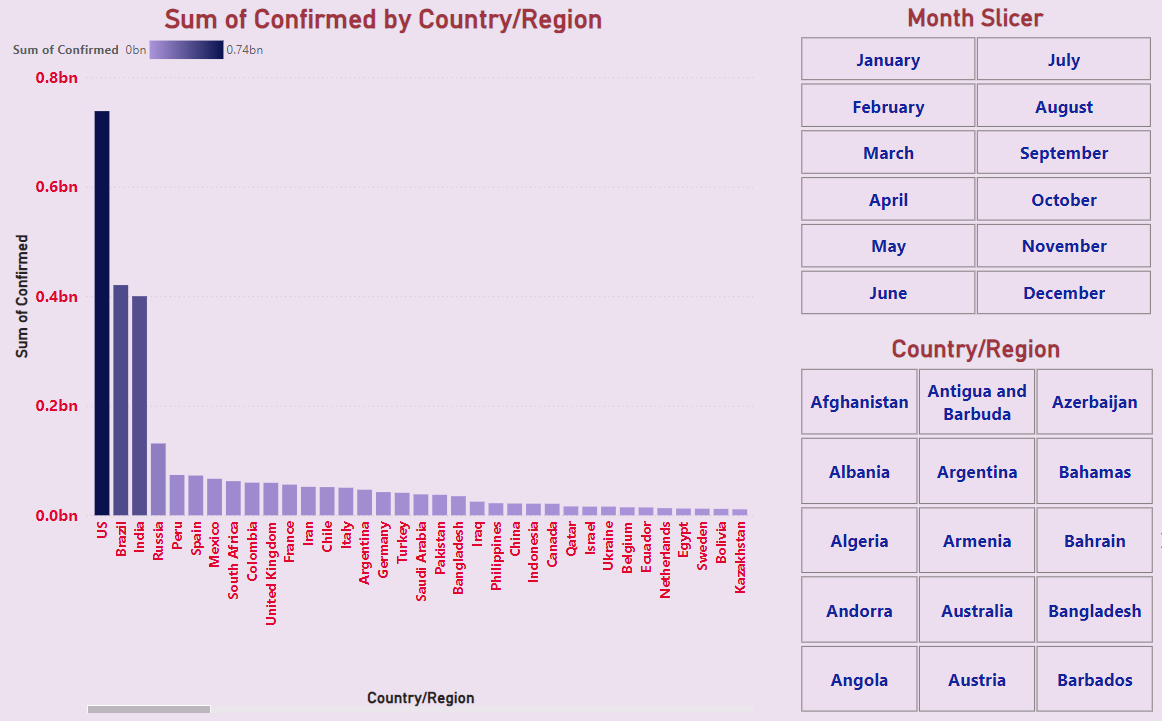 Sum of Confirmed by Country/Region
Sum of Confirmed 0bn 0.74bn
0.8bn
0.6bn
0.4bn
0.2bn
0.0bn
Sum of Confirmed
US
Brazil
India
Russia
Peru
Spain
Mexico
South Africa
Colombia
United Kingdom
France
Iran
Chile
Italy
Argentina
Germany
Turkey
Saudi Arabia
Pakistan
Bangladesh
Iraq
Philippines
China
Indonesia
Canada
Qatar
Israel
Ukraine
Belgium
Ecuador
Netherlands
Egypt
Sweden
Bolivia
Kazakhstan
Country/Region
Month Slicer
January July
February August
March September
April October
May November
June December
Country/Region
Afghanistan
Antigua and
Barbuda
Azerbaijan
Albania Argentina Bahamas
Algeria Armenia Bahrain
Andorra Australia Bangladesh
Angola Austria Barbados